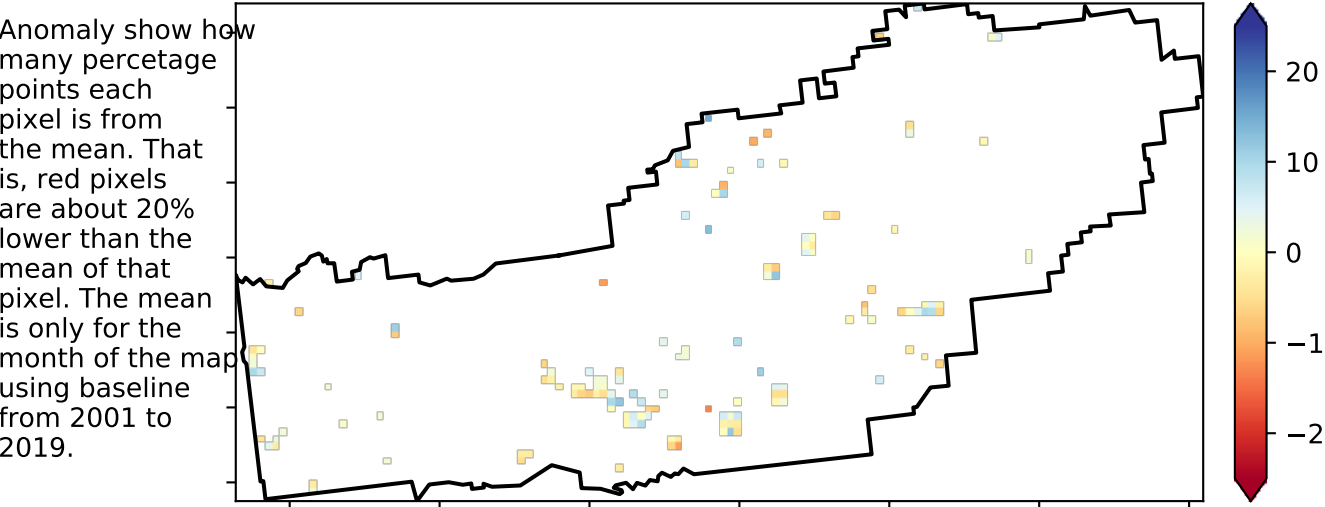 Anomaly show how
many percetage
points each
pixel is from
the mean. That
is, red pixels
are about 20%
lower than the
mean of that
pixel. The mean
is only for the
month of the map
using baseline
from 2001 to
2019.
20
10
0
−1
−2